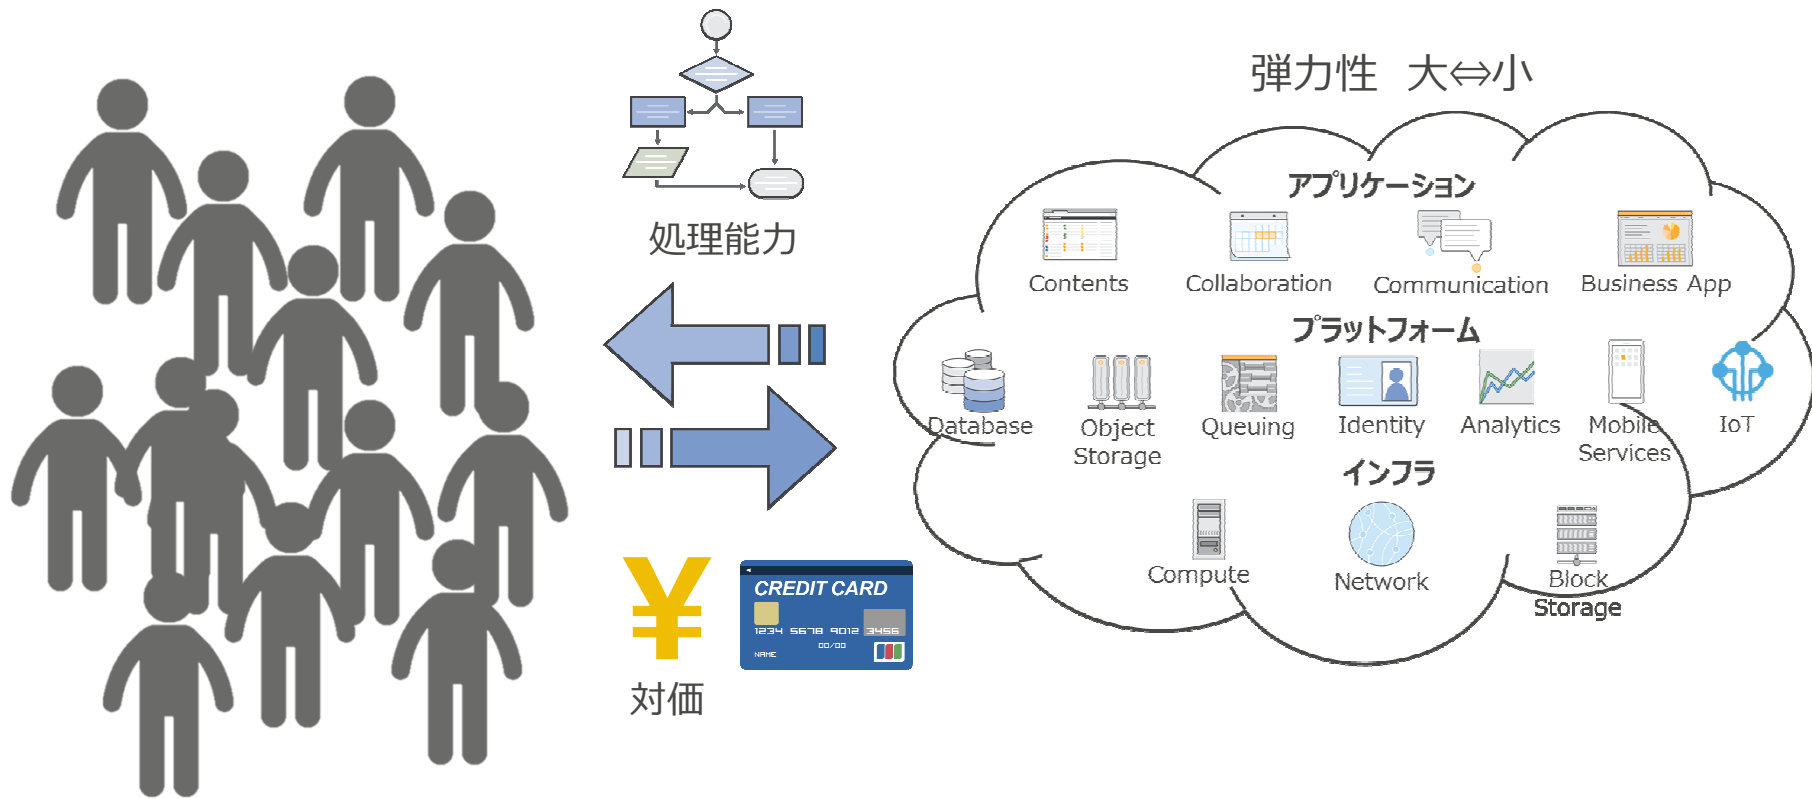 弾力性 大⇔小
処理能力
アプリケーション
Contents
Collaboration
Communication
Business App
プラットフォーム
Database
Object
Storage
Queuing
Identity
Analytics
Mobile
Services
IoT
インフラ
Compute
Network
Block
Storage
¥
対価
CREDIT CARD
1234 5678 9012 3456
00/00
NAME
JCB